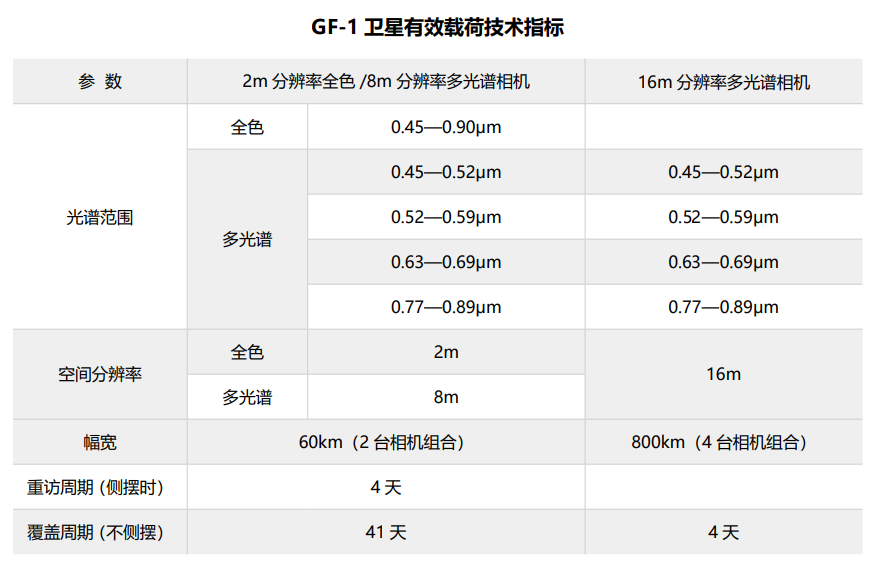 GF-1 卫星有效载荷技术指标
参 数 2m 分辨率全色 /8m 分辨率多光谱相机 16m 分辨率多光谱相机
光谱范围 全色 0.45—0.90μm
多光谱 0.45—0.52μm 0.45—0.52μm
0.52—0.59μm 0.52—0.59μm
0.63—0.69μm 0.63—0.69μm
0.77—0.89μm 0.77—0.89μm
空间分辨率 全色 2m 16m
多光谱 8m
幅宽 60km（2 台相机组合） 800km（4 台相机组合）
重访周期（侧摆时） 4 天
覆盖周期（不侧摆） 41 天 4 天